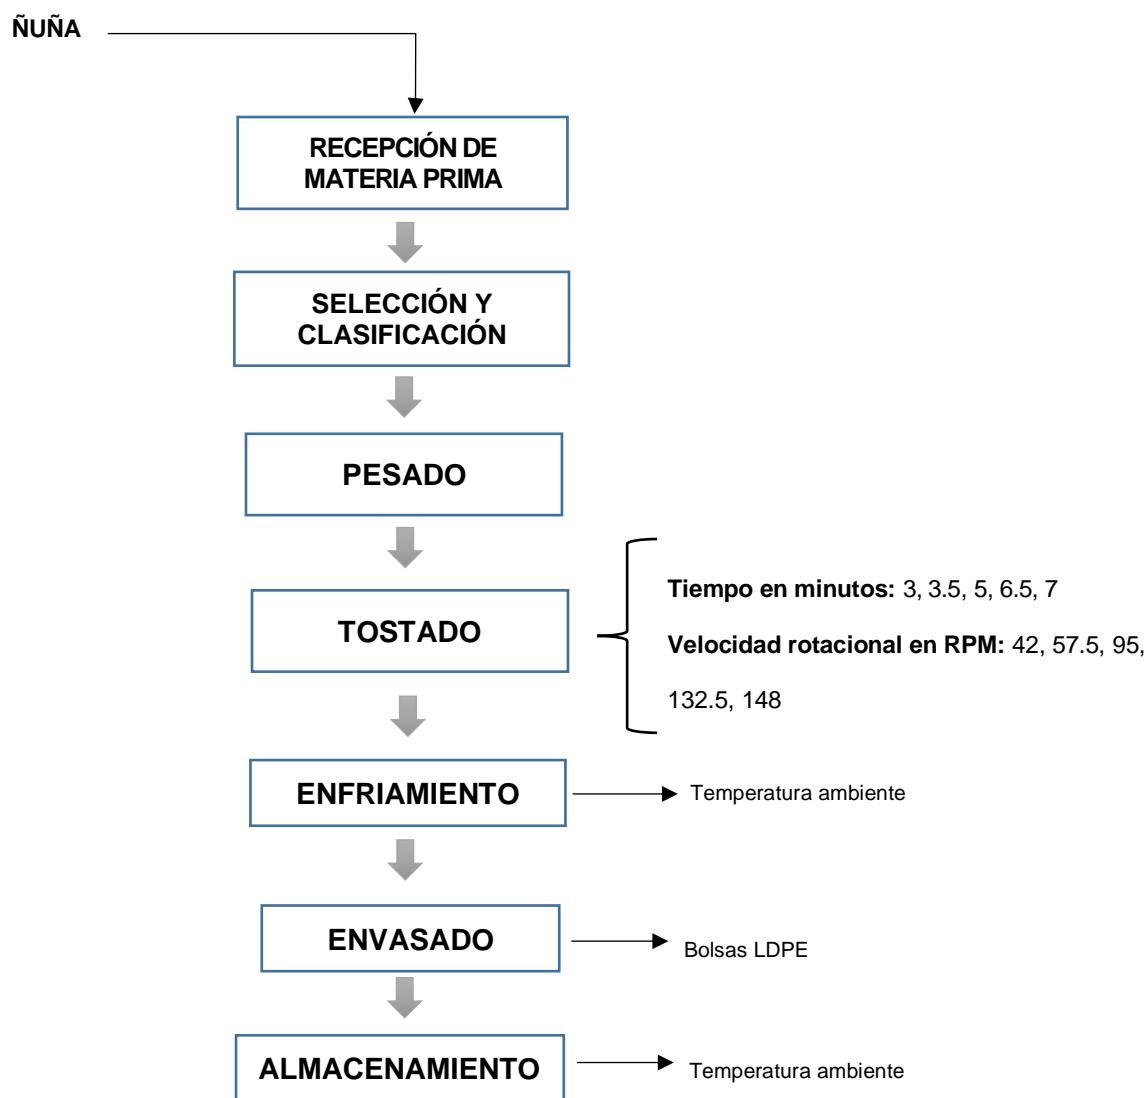 ÑUÑA
RECEPCIÓN DE
MATERIA PRIMA
SELECCIÓN Y
CLASIFICACIÓN
PESADO
TOSTADO
Tiempo en minutos: 3, 3.5, 5, 6.5, 7
Velocidad rotacional en RPM: 42, 57.5, 95,
132.5, 148
ENFRIAMIENTO
Temperatura ambiente
ENVASADO
Bolsas LDPE
ALMACENAMIENTO
Temperatura ambiente